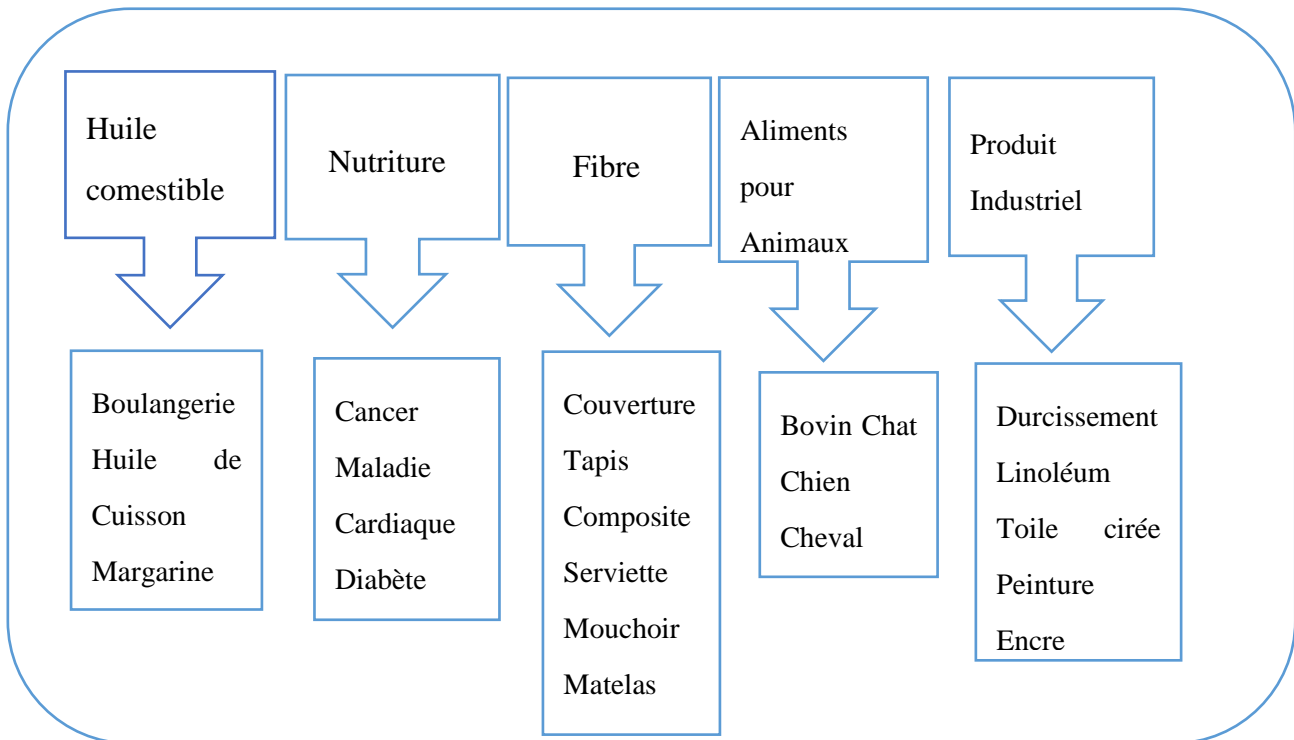 Huile
comestible
Nutriture
Fibre
Aliments
pour
Animaux
Produit
Industriel
Boulangerie
Huile de
Cuisson
Margarine
Cancer
Maladie
Cardiaque
Diabète
Couverture
Tapis
Composite
Serviette
Mouchoir
Matelas
Bovin Chat
Chien
Cheval
Durcissement
Linoléum
Toile cirée
Peinture
Encre